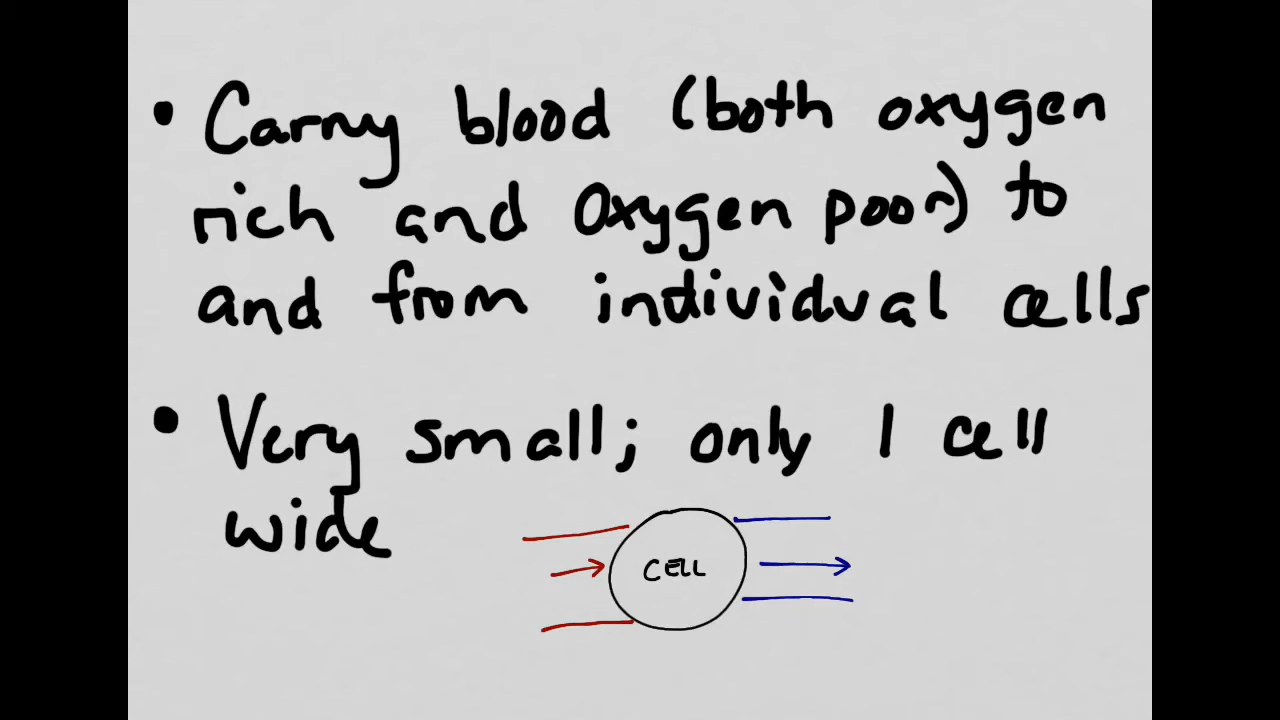 • Carry blood (both oxygen
rich and oxygen poor) to
and from individual cells
• Very small; only 1 cell
wide
CELL